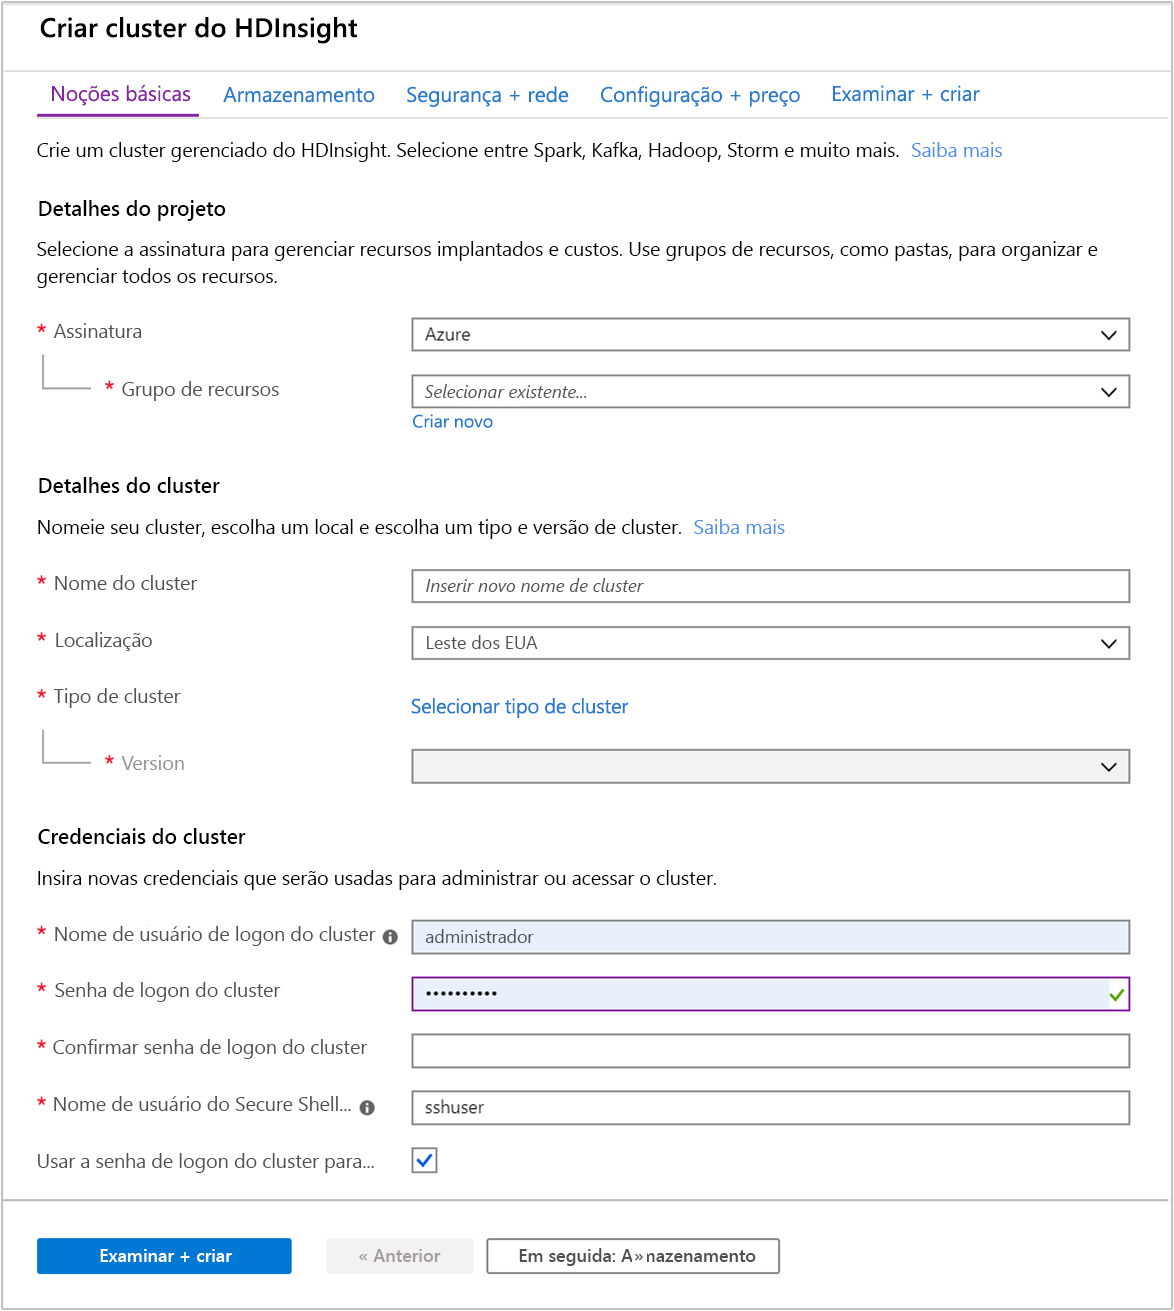 Criar cluster do HDInsight
Noções básicas Armazenamento Segurança + rede Configuração + preço Examinar + criar
Crie um cluster gerenciado do HDInsight. Selecione entre Spark, Kafka, Hadoop, Storm e muito mais. Saiba mais
Detalhes do projeto
Selecione a assinatura para gerenciar recursos implantados e custos. Use grupos de recursos, como pastas, para organizar e
gerenciar todos os recursos.
* Assinatura Azure
* Grupo de recursos Selecionar existente...
Criar novo
Detalhes do cluster
Nomeie seu cluster, escolha um local e escolha um tipo e versão de cluster. Saiba mais
* Nome do cluster Inserir novo nome de cluster
* Localização Leste dos EUA
* Tipo de cluster Selecionar tipo de cluster
* Version
Credenciais do cluster
Insira novas credenciais que serão usadas para administrar ou acessar o cluster.
* Nome de usuário de logon do cluster administrador
* Senha de logon do cluster ••••••••••
* Confirmar senha de logon do cluster
* Nome de usuário do Secure Shell... sshuser
Usar a senha de logon do cluster para...
Examinar + criar « Anterior Em seguida: A»nazenamento